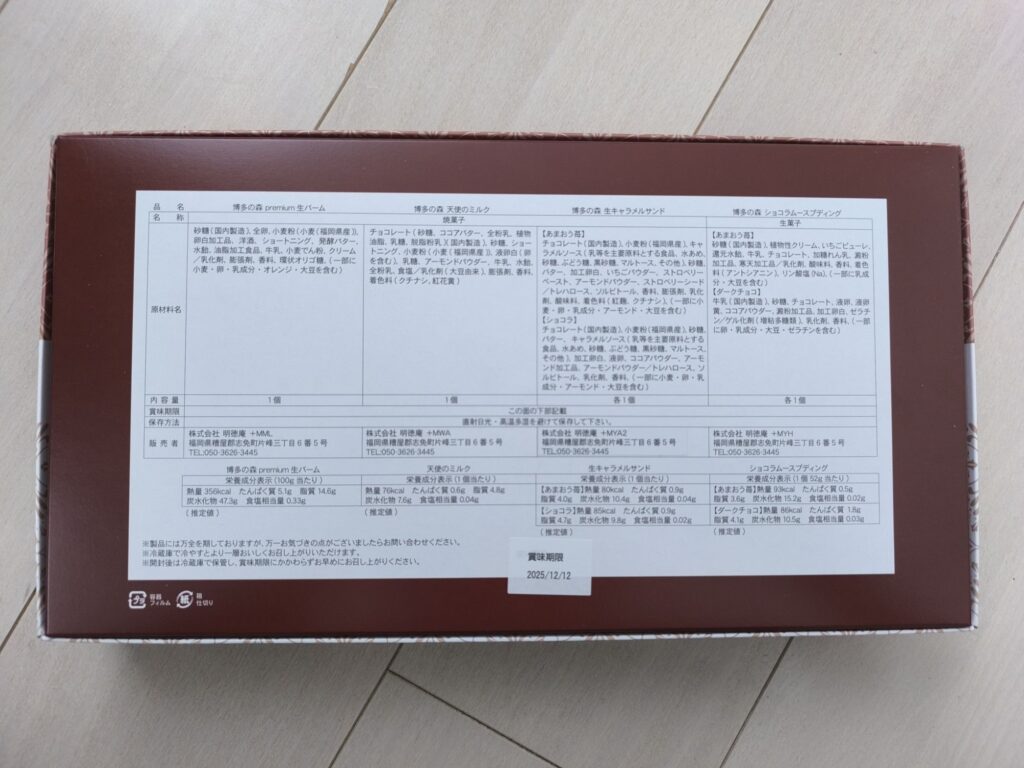 品名 博多の森 premium 生バーム 博多の森 天使のミルク 博多の森 生キャラメルサンド 博多の森 ショコラムースプディング
名称 焼菓子 生菓子
原材料名
砂糖(国内製造)、全卵、小麦粉(小麦(福岡県産))、
卵白加工品、洋酒、ショートニング、発酵バター、
水飴、油脂加工食品、牛乳、小麦でん粉、クリーム
/乳化剤、膨張剤、香料、環状オリゴ糖、(一部に
小麦・卵・乳成分・オレンジ・大豆を含む)
チョコレート(砂糖、ココアバター、全粉乳、植物
油脂、乳糖、脱脂粉乳)(国内製造)、砂糖、ショー
トニング、小麦粉(小麦(福岡県産))、液卵白(卵
を含む)、乳糖、アーモンドパウダー、牛乳、水飴、
全粉乳、食塩/乳化剤(大豆由来)、膨張剤、香料、
着色料(クチナシ,紅花黄)
【あまおう苺】
チョコレート(国内製造)、小麦粉(福岡県産)、キャ
ラメルソース(乳等を主要原料とする食品、水あめ、
砂糖、ぶどう糖、黒砂糖、マルトース、その他)、砂糖、
バター、加工卵白、いちごパウダー、ストロベリー
ペースト、アーモンドパウダー、ストロベリーシード
/トレハロース、ソルビトール、香料、膨張剤、乳化
剤、酸味料、着色料(紅麹、クチナシ)、(一部に小
麦・卵・乳成分・アーモンド・大豆を含む)
【ショコラ】
チョコレート(国内製造)、小麦粉(福岡県産)、砂糖、
バター、キャラメルソース(乳等を主要原料とする
食品、水あめ、砂糖、ぶどう糖、黒砂糖、マルトース、
その他)、加工卵白、液卵、ココアパウダー、アーモ
ンド加工品、アーモンドパウダー/トレハロース、ソ
ルビトール、乳化剤、香料、(一部に小麦・卵・乳
成分・アーモンド・大豆を含む)
【あまおう苺】
砂糖(国内製造)、植物性クリーム、いちごピューレ、
還元水飴、牛乳、チョコレート、加糖れん乳、澱粉
加工品、寒天加工品/乳化剤、酸味料、香料、着色
料(アントシアニン)、リン酸塩(Na)、(一部に乳成
分・大豆を含む)
【ダークチョコ】
牛乳(国内製造)、砂糖、チョコレート、液卵、液卵
黄、ココアパウダー、澱粉加工品、加工卵白、ゼラチ
ン/ゲル化剤(増粘多糖類)、乳化剤、香料、(一部
に卵・乳成分・大豆・ゼラチンを含む)
内容量 1個 1個 各1個 各1個
賞味期限 この面の下部記載
保存方法 直射日光・高温多湿を避けて保存して下さい。
販売者
株式会社 明徳庵 +MML
福岡県糟屋郡志免町片峰三丁目6番5号
TEL:050-3626-3445
株式会社 明徳庵 +MWA
福岡県糟屋郡志免町片峰三丁目6番5号
TEL:050-3626-3445
株式会社 明徳庵 +MYA2
福岡県糟屋郡志免町片峰三丁目6番5号
TEL:050-3626-3445
株式会社 明徳庵 +MYH
福岡県糟屋郡志免町片峰三丁目6番5号
TEL:050-3626-3445
博多の森 premium 生バーム
栄養成分表示(100g 当たり)
熱量 356kcal たんぱく質 5.1g 脂質 14.6g
炭水化物 47.3g 食塩相当量 0.33g
(推定値)
天使のミルク
栄養成分表示(1個当たり)
熱量 76kcal たんぱく質 0.6g 脂質 4.8g
炭水化物 7.6g 食塩相当量 0.04g
(推定値)
生キャラメルサンド
栄養成分表示(1個当たり)
【あまおう苺】熱量 80kcal たんぱく質 0.9g
脂質 4.0g 炭水化物 10.4g 食塩相当量 0.04g
【ショコラ】熱量 85kcal たんぱく質 0.9g
脂質 4.7g 炭水化物 9.8g 食塩相当量 0.02g
(推定値)
ショコラムースプディング
栄養成分表示(1個 52g 当たり)
【あまおう苺】熱量 93kcal たんぱく質 0.5g
脂質 3.6g 炭水化物 15.2g 食塩相当量 0.02g
【ダークチョコ】熱量 86kcal たんぱく質 1.8g
脂質 4.1g 炭水化物 10.5g 食塩相当量 0.03g
(推定値)
※製品には万全を期しておりますが、万一お気づきの点がございましたらお問い合わせください。
※冷蔵庫で冷やすとより一層おいしくお召し上がりいただけます。
※開封後は冷蔵庫で保管し、賞味期限にかかわらずお早めにお召し上がりください。
賞味期限
2025/12/12
プラ 容器 フィルム 紙 箱 仕切り